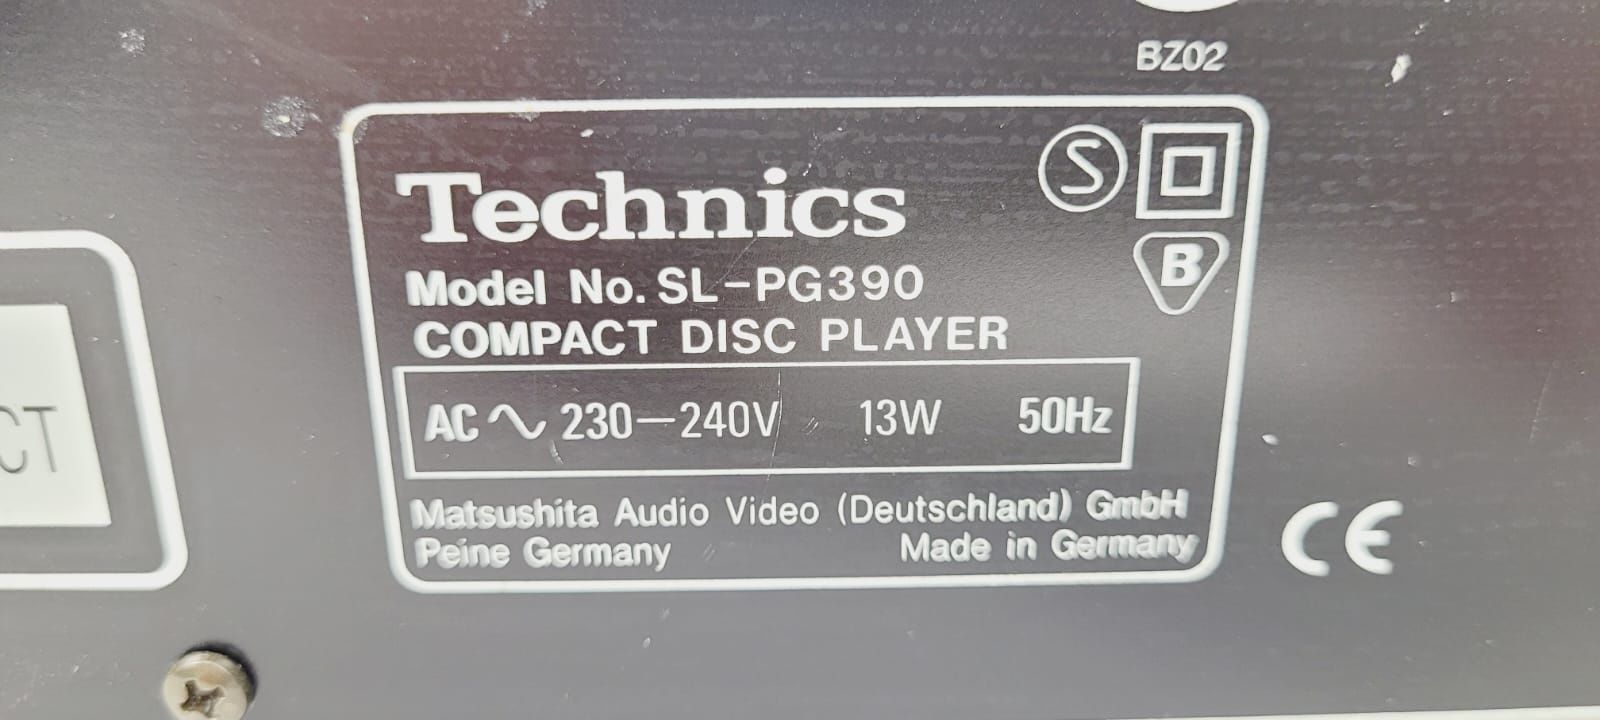 BZ02
Technics
S
Model No. SL-PG390
B
COMPACT DISC PLAYER
AC ∿ 230—240V 13W 50Hz
Matsushita Audio Video (Deutschland) GmbH
Peine Germany Made in Germany
CE
CT